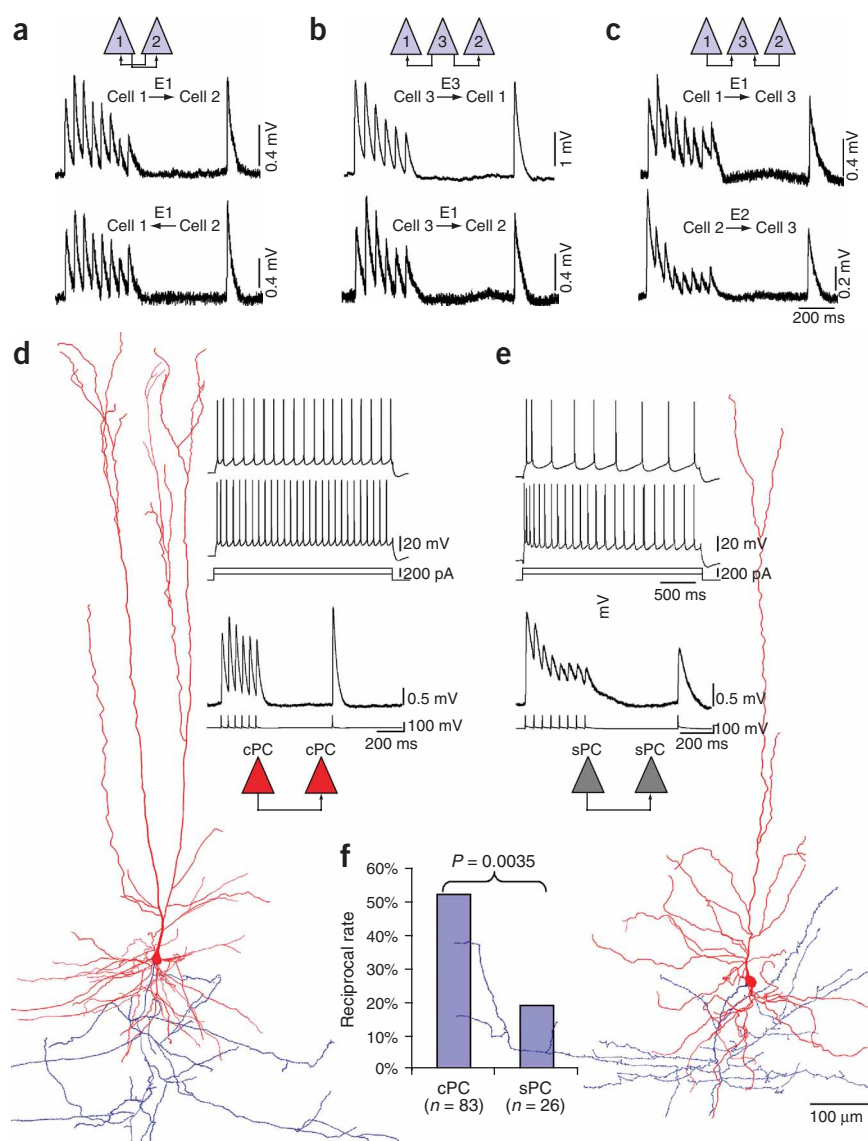 a
1 2
E1
Cell 1 → Cell 2
0.4 mV
E1
Cell 1 ← Cell 2
0.4 mV
b
1 3 2
E3
Cell 3 → Cell 1
1 mV
E1
Cell 3 → Cell 2
0.4 mV
c
1 3 2
E1
Cell 1 → Cell 3
0.4 mV
E2
Cell 2 → Cell 3
0.2 mV
200 ms
d
20 mV
200 pA
0.5 mV
100 mV
200 ms
cPC cPC
e
20 mV
200 pA
500 ms
mV
0.5 mV
100 mV
200 ms
sPC sPC
f
P = 0.0035
Reciprocal rate
60%
50%
40%
30%
20%
10%
0%
cPC sPC
(n = 83) (n = 26)
100 µm